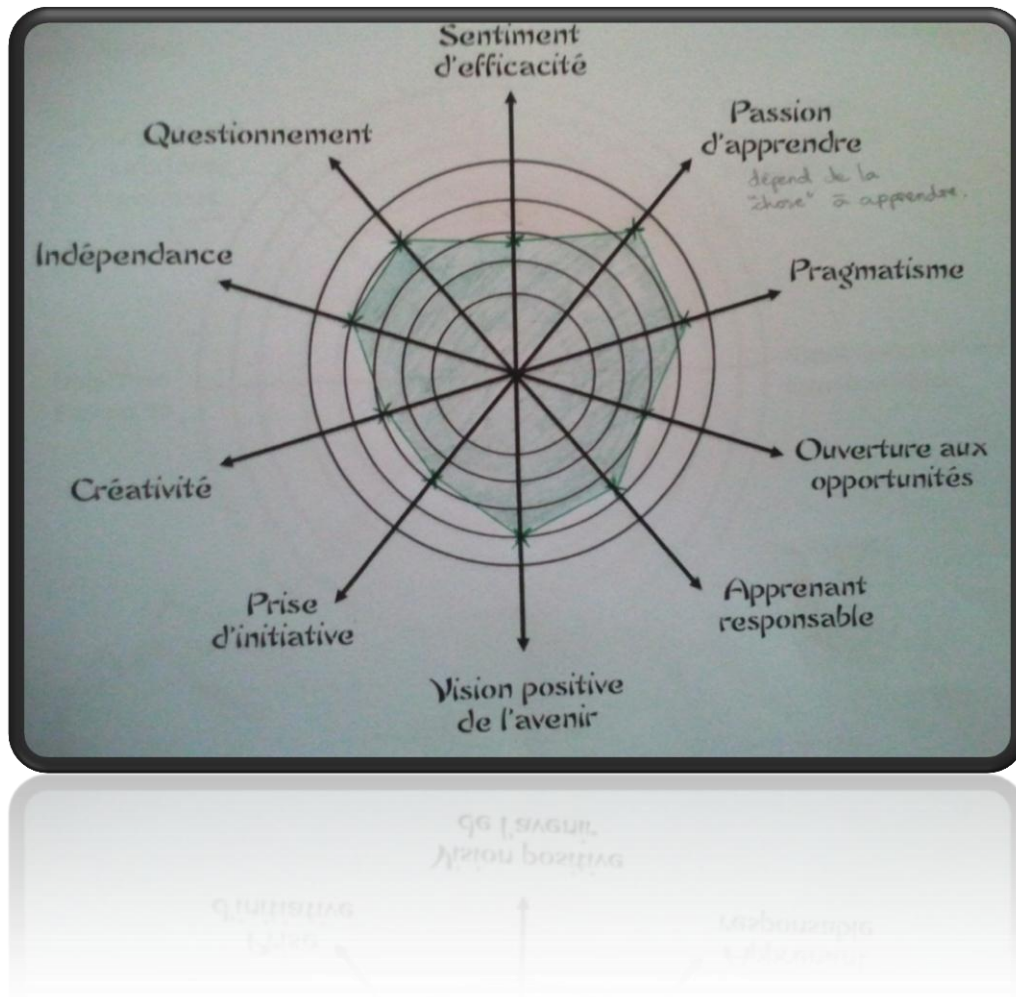 Sentiment
d'efficacité
Passion
d'apprendre
dépend de la
"chose" à apprendre.
Questionnement
Indépendance
Pragmatisme
Ouverture aux
opportunités
Créativité
Apprenant
responsable
Prise
d'initiative
Vision positive
de l'avenir